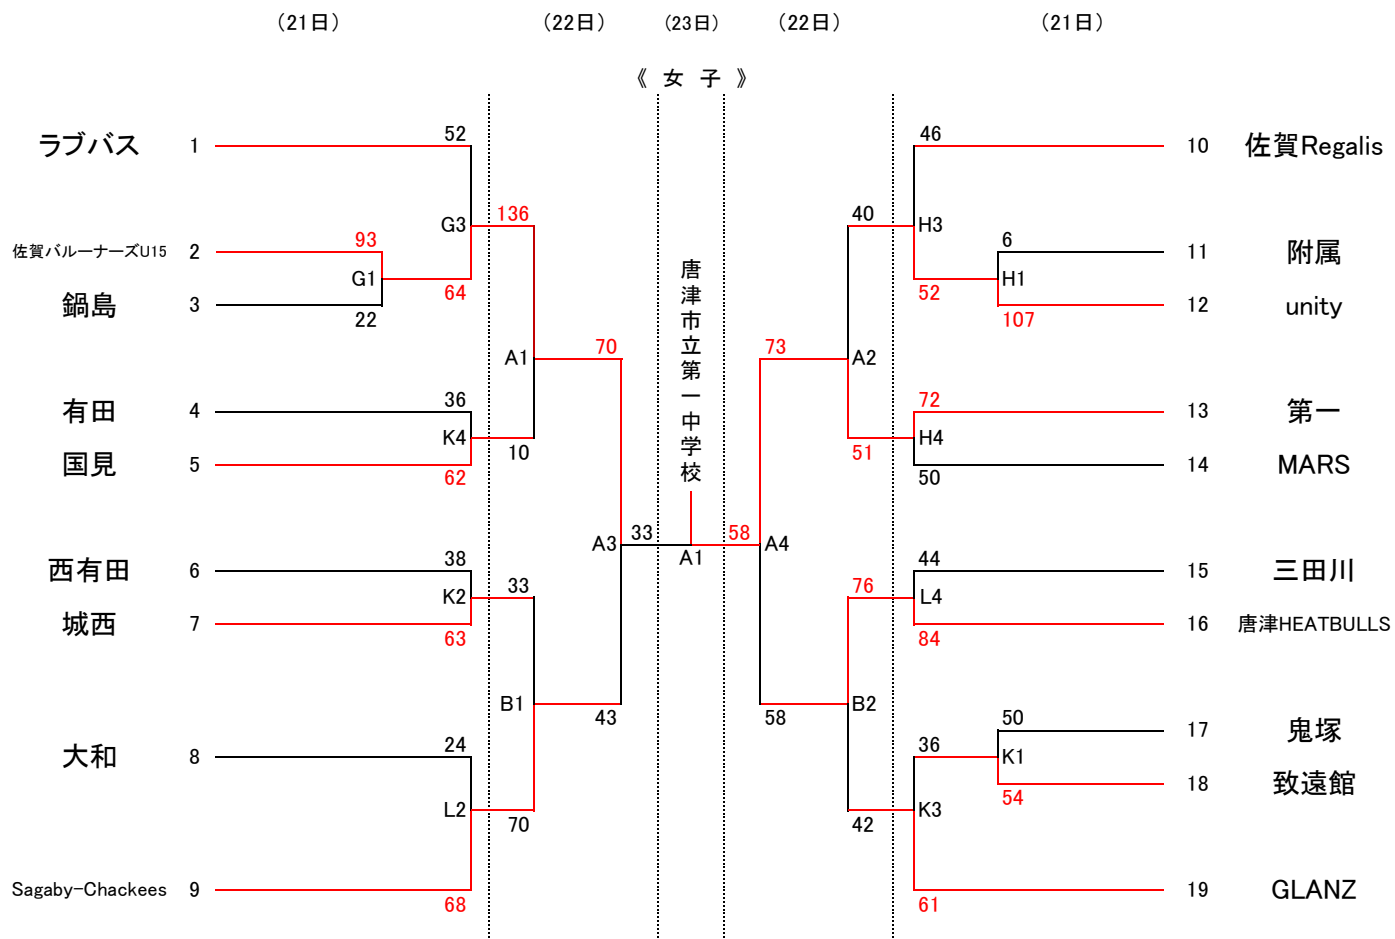 （21日） （22日） （23日） （22日） （21日）
《 女 子 》
52 46
ラブバス 1 10 佐賀Regalis
G3 136 40 H3
93 6
佐賀バルーナーズU15 2 11 附属
G1 64 52 H1
鍋島 3 12 unity
22 107
唐津市立第一中学校
70 73
A1 A2
36 72
有田 4 13 第一
K4 10 51 H4
国見 5 14 MARS
62 50
33 58
A3 A1 A4
38 44
西有田 6 15 三田川
K2 33 76 L4
城西 7 16 唐津HEATBULLS
63 84
B1 43 58 B2
50
17 鬼塚
24 36
大和 8 K1
54 18 致遠館
L2 70 42 K3
Sagaby-Chackees 9 19 GLANZ
68 61